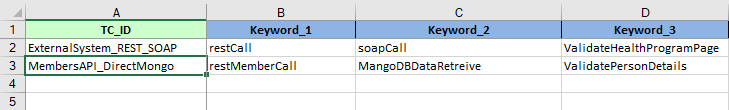 A B C D
1 TC_ID Keyword_1 Keyword_2 Keyword_3
2 ExternalSystem_REST_SOAP restCall soapCall ValidateHealthProgramPage
3 MembersAPI_DirectMongo restMemberCall MangoDBDataRetreive ValidatePersonDetails
4
5